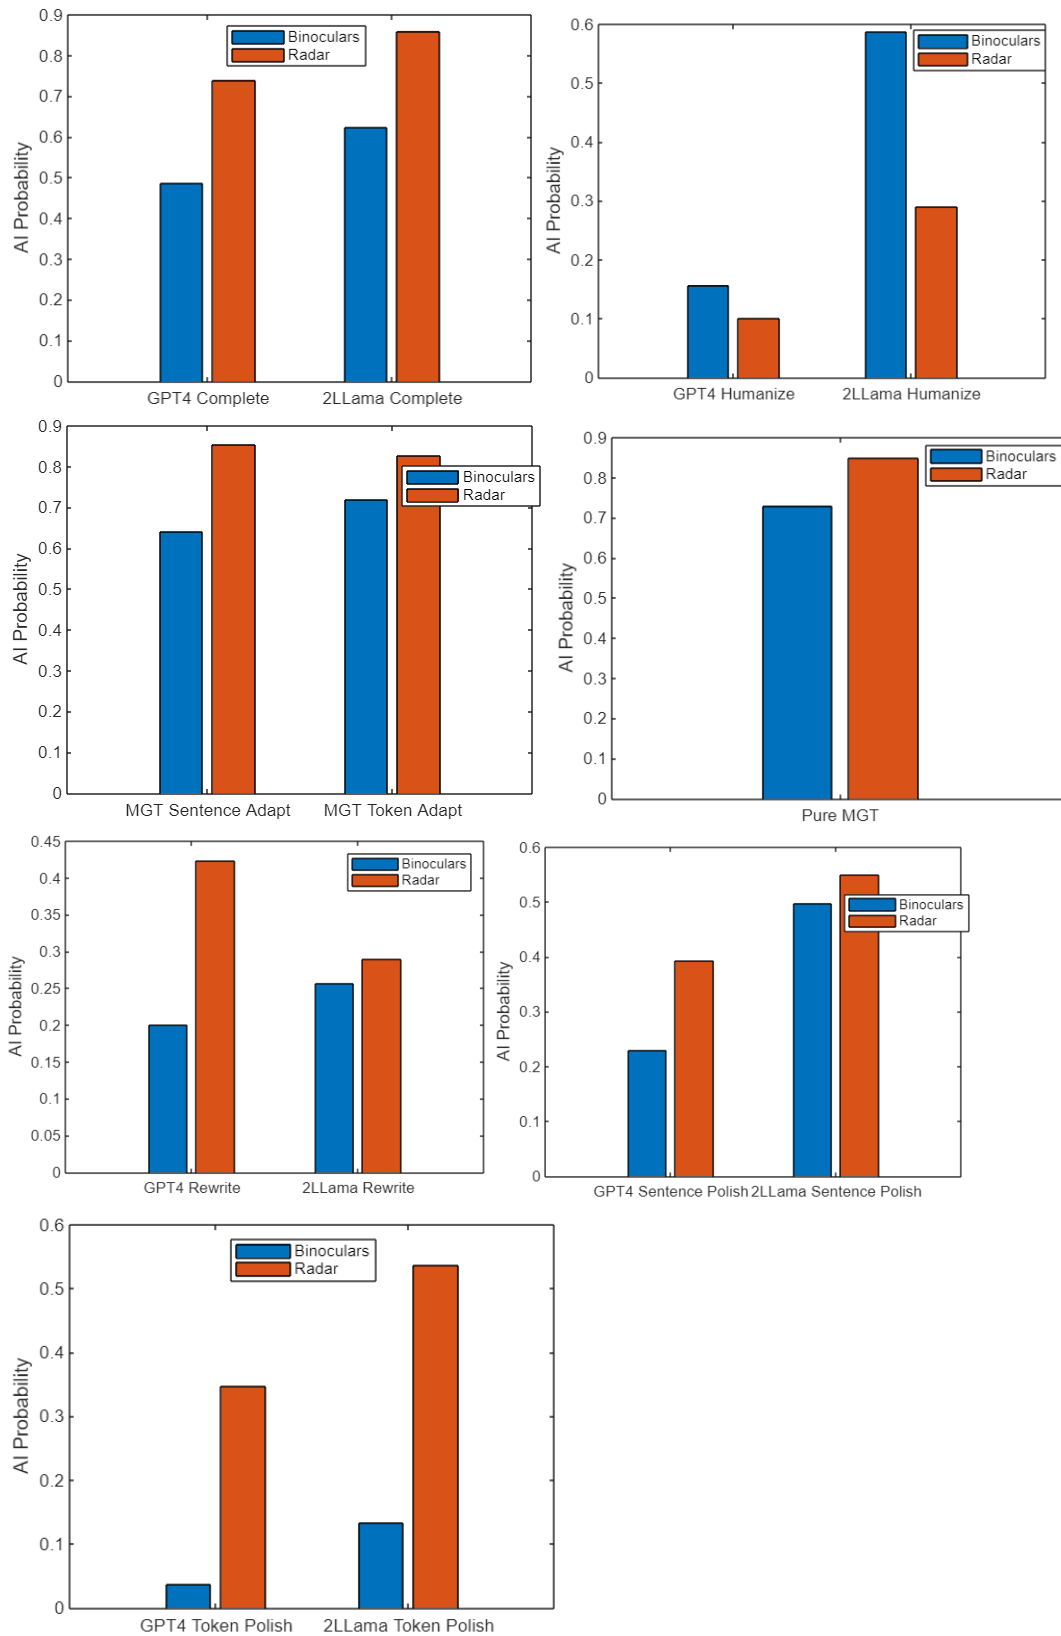 AI Probability
0.9
0.8
0.7
0.6
0.5
0.4
0.3
0.2
0.1
0
Binoculars
Radar
GPT4 Complete
2LLama Complete
AI Probability
0.6
0.5
0.4
0.3
0.2
0.1
0
Binoculars
Radar
GPT4 Humanize
2LLama Humanize
AI Probability
0.9
0.8
0.7
0.6
0.5
0.4
0.3
0.2
0.1
0
Binoculars
Radar
MGT Sentence Adapt
MGT Token Adapt
AI Probability
0.9
0.8
0.7
0.6
0.5
0.4
0.3
0.2
0.1
0
Binoculars
Radar
Pure MGT
AI Probability
0.45
0.4
0.35
0.3
0.25
0.2
0.15
0.1
0.05
0
Binoculars
Radar
GPT4 Rewrite
2LLama Rewrite
AI Probability
0.6
0.5
0.4
0.3
0.2
0.1
0
Binoculars
Radar
GPT4 Sentence Polish
2LLama Sentence Polish
AI Probability
0.6
0.5
0.4
0.3
0.2
0.1
0
Binoculars
Radar
GPT4 Token Polish
2LLama Token Polish